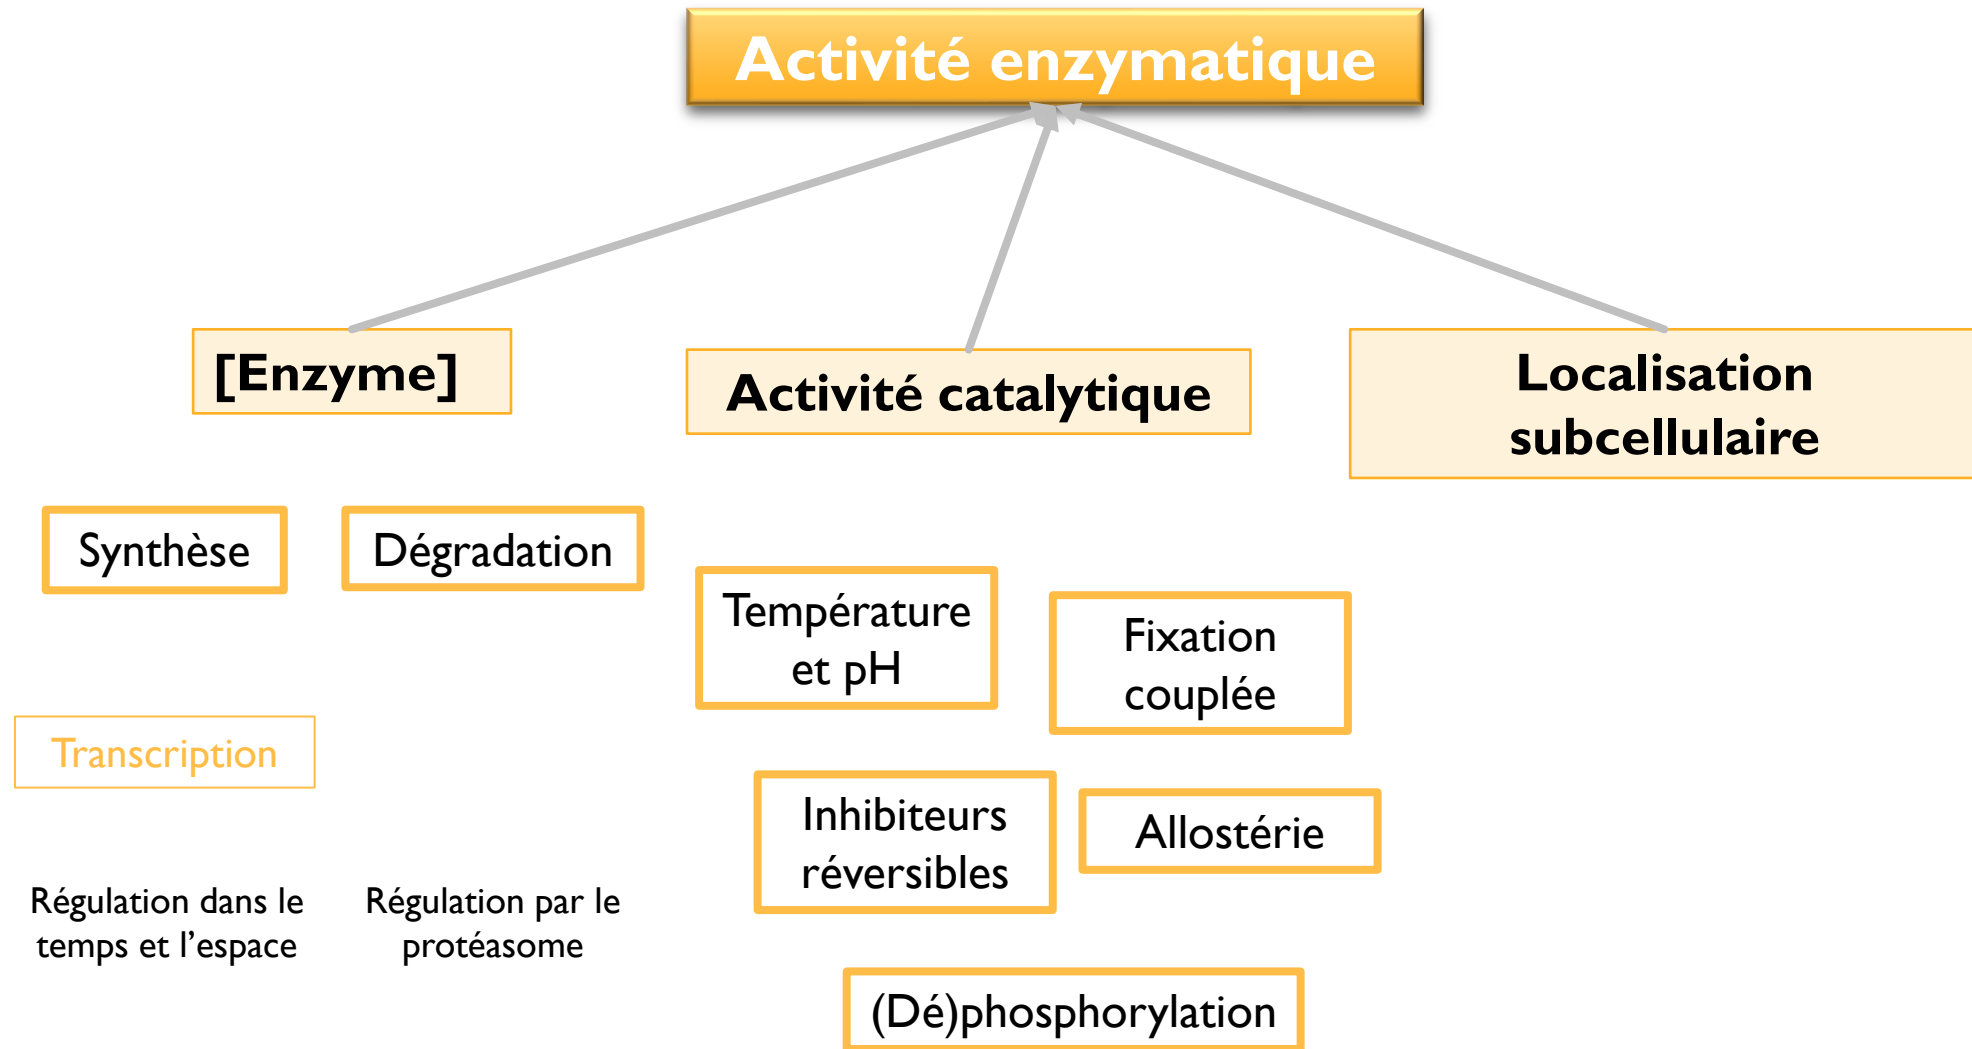 Activité enzymatique
[Enzyme]
Activité catalytique
Localisation
subcellulaire
Synthèse
Dégradation
Température
et pH
Fixation
couplée
Transcription
Inhibiteurs
réversibles
Allostérie
Régulation dans le
temps et l'espace
Régulation par le
protéasome
(Dé)phosphorylation